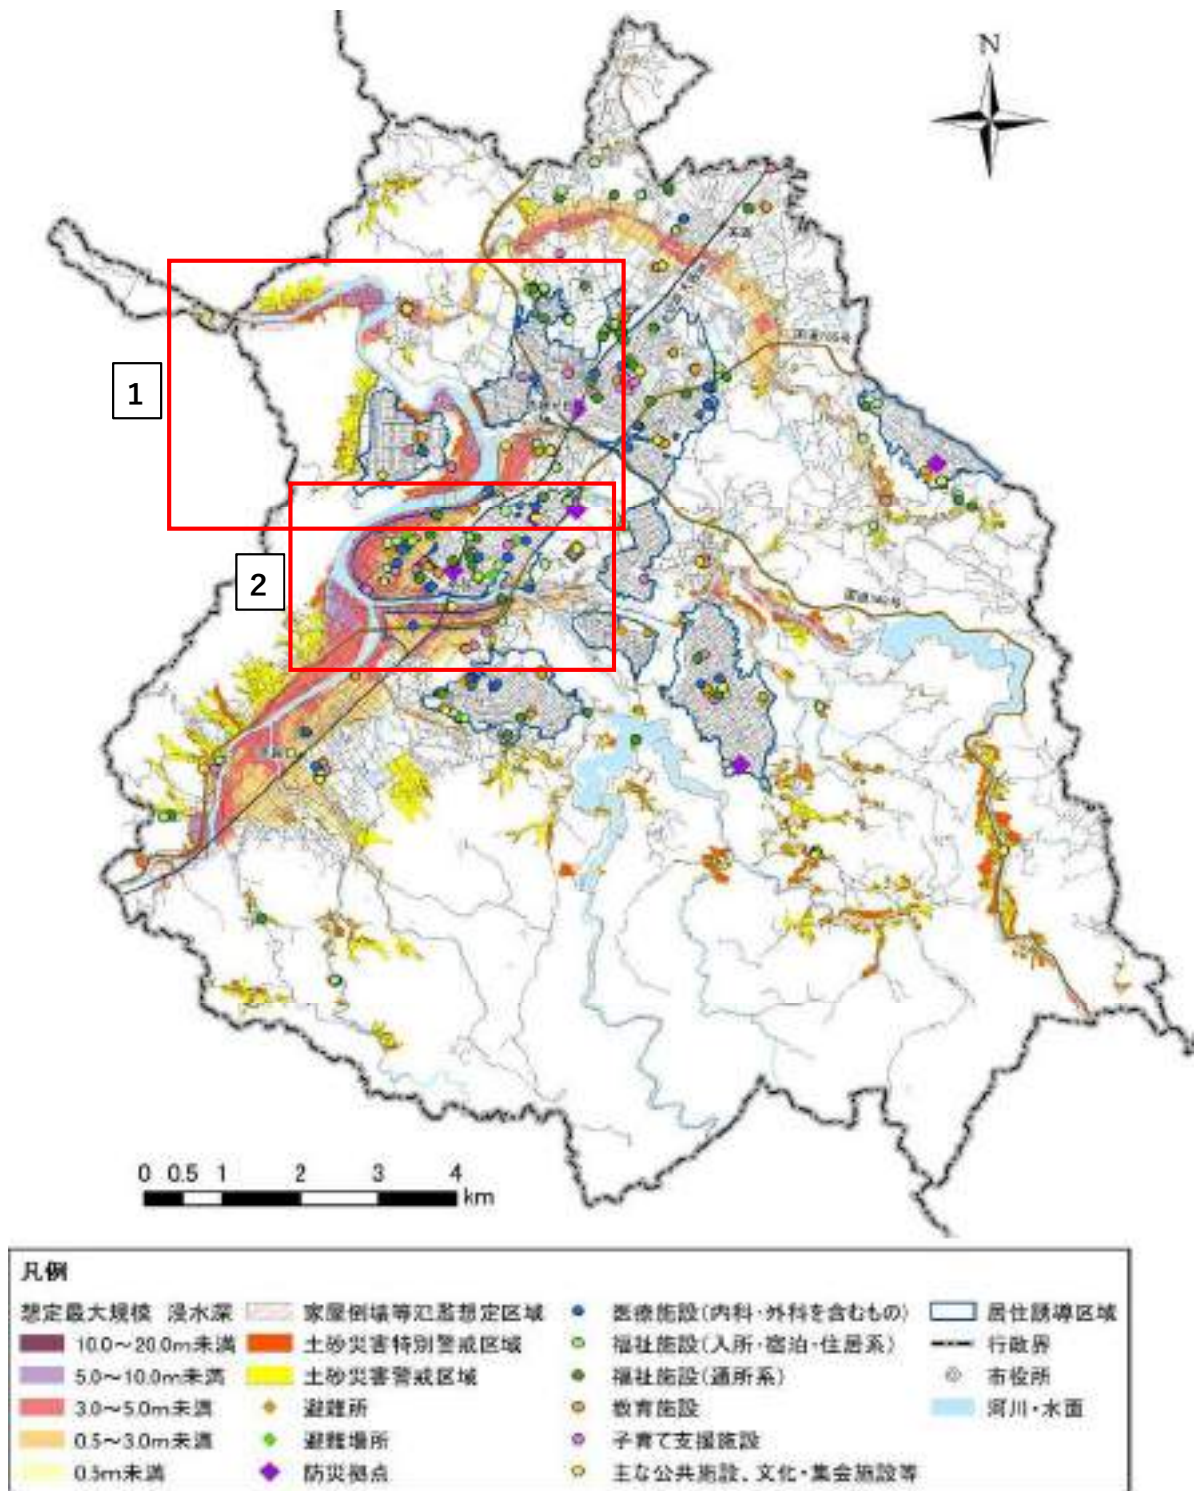 N
1
2
0 0.5 1 2 3 4
km
凡例
想定最大規模 浸水深
10.0～20.0m未満
5.0～10.0m未満
3.0～5.0m未満
0.5～3.0m未満
0.5m未満
家屋倒壊等氾濫想定区域
土砂災害特別警戒区域
土砂災害警戒区域
避難所
避難場所
防災拠点
医療施設(内科・外科を含むもの)
福祉施設(入所・宿泊・住居系)
福祉施設(通所系)
教育施設
子育て支援施設
主な公共施設、文化・集会施設等
居住誘導区域
行政界
市役所
河川・水面